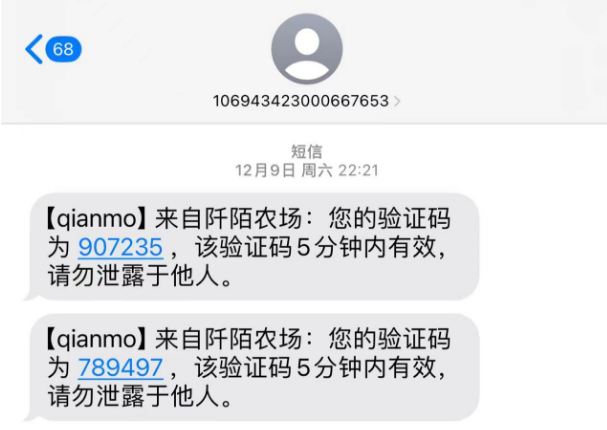 68
106943423000667653
短信
12月9日 周六 22:21
【qianmo】来自阡陌农场：您的验证码
为 907235 ，该验证码5分钟内有效，
请勿泄露于他人。
【qianmo】来自阡陌农场：您的验证码
为 789497 ，该验证码5分钟内有效，
请勿泄露于他人。